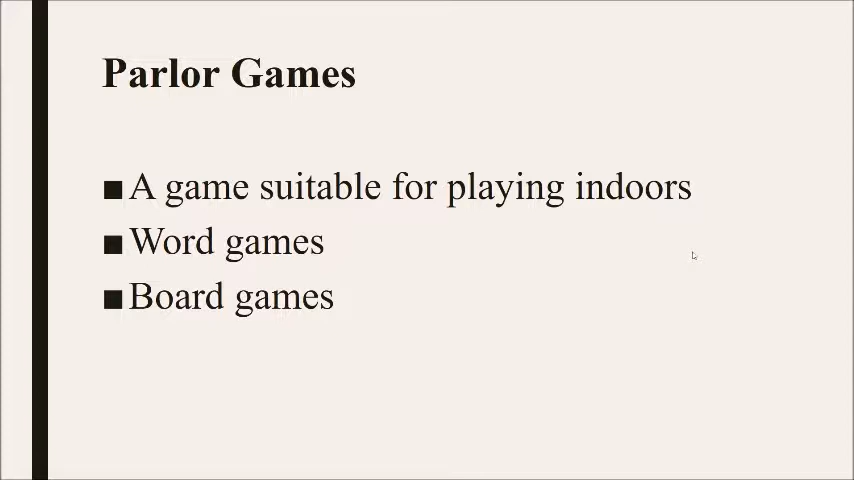 Parlor Games
■A game suitable for playing indoors
■Word games
■Board games